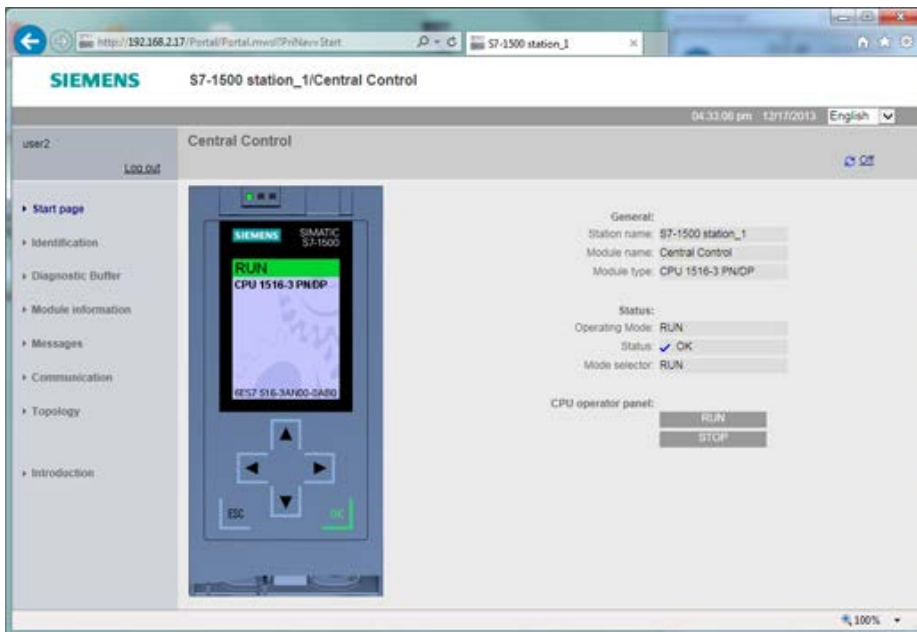 http://192.168.2.17/Portal/Portal.mwsl?PriNav=Start
S7-1500 station_1
SIEMENS
S7-1500 station_1/Central Control
04:33:06 pm 12/17/2013 English
user2
Log out
Central Control
Off
Start page
Identification
Diagnostic Buffer
Module information
Messages
Communication
Topology
Introduction
SIEMENS
SIMATIC
S7-1500
RUN
CPU 1516-3 PN/DP
6ES7 516-3AN00-0AB0
ESC
OK
General:
Station name: S7-1500 station_1
Module name: Central Control
Module type: CPU 1516-3 PN/DP
Status:
Operating Mode: RUN
Status: OK
Mode selector: RUN
CPU operator panel:
RUN
STOP
100%